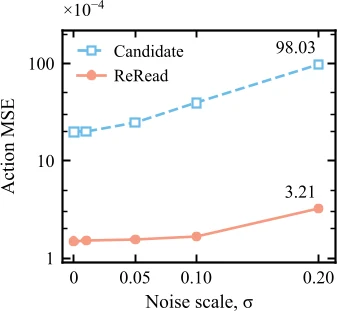 ×10⁻⁴
98.03
Candidate
ReRead
100
10
1
3.21
Action MSE
0
0.05
0.10
0.20
Noise scale, σ